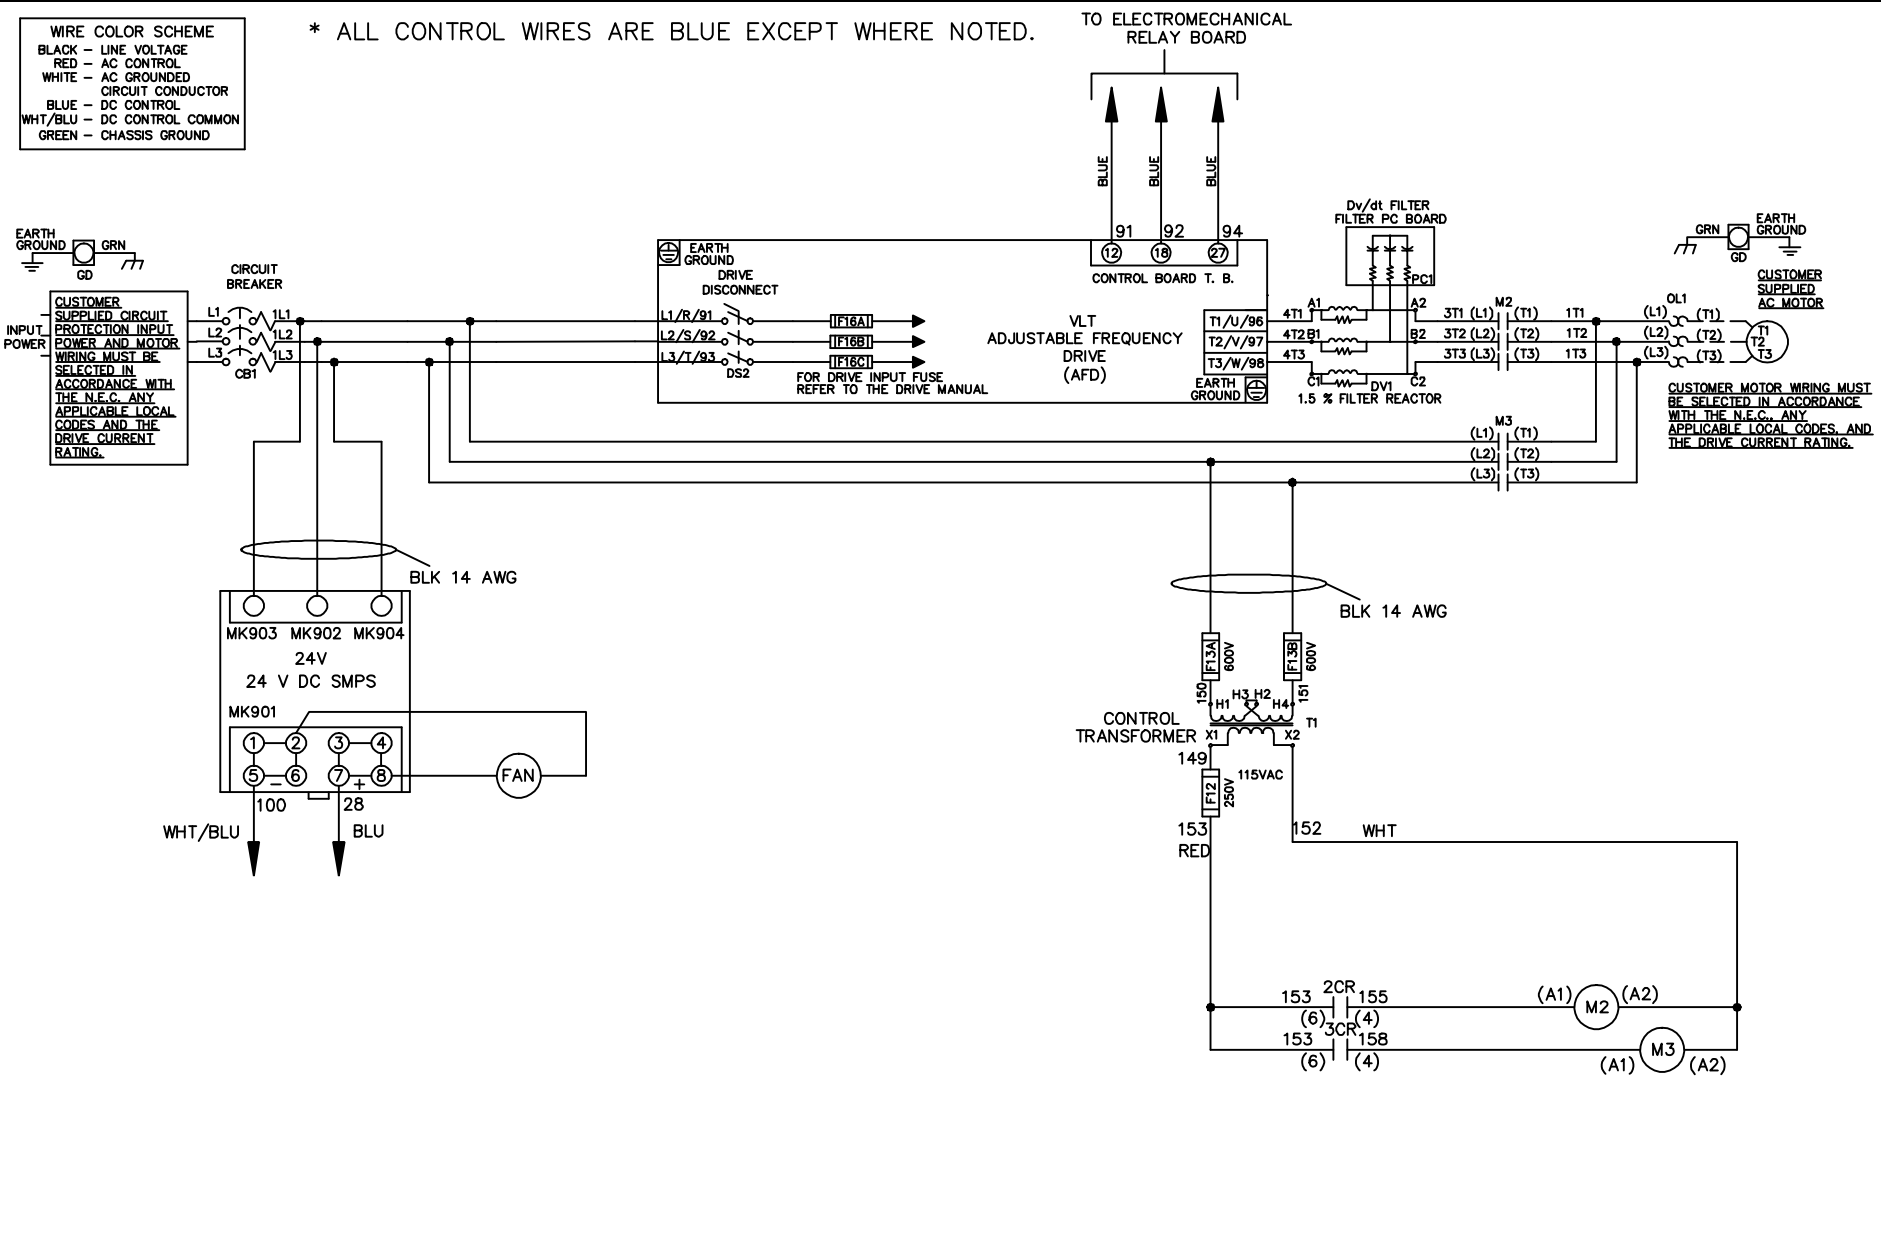 WIRE COLOR SCHEME
BLACK – LINE VOLTAGE
RED – AC CONTROL
WHITE – AC GROUNDED
CIRCUIT CONDUCTOR
BLUE – DC CONTROL
WHT/BLU – DC CONTROL COMMON
GREEN – CHASSIS GROUND
* ALL CONTROL WIRES ARE BLUE EXCEPT WHERE NOTED.
TO ELECTROMECHANICAL
RELAY BOARD
BLUE
BLUE
BLUE
91
92
94
12
18
27
CONTROL BOARD T. B.
EARTH
GROUND
GRN
GD
INPUT
POWER
CUSTOMER
SUPPLIED CIRCUIT
PROTECTION INPUT
POWER AND MOTOR
WIRING MUST BE
SELECTED IN
ACCORDANCE WITH
THE N.E.C. ANY
APPLICABLE LOCAL
CODES AND THE
DRIVE CURRENT
RATING.
CIRCUIT
BREAKER
L1
L2
L3
1L1
1L2
1L3
CB1
EARTH
GROUND
DRIVE
DISCONNECT
L1/R/91
L2/S/92
L3/T/93
DS2
F16A
F16B
F16C
FOR DRIVE INPUT FUSE
REFER TO THE DRIVE MANUAL
VLT
ADJUSTABLE FREQUENCY
DRIVE
(AFD)
T1/U/96
T2/V/97
T3/W/98
EARTH
GROUND
Dv/dt FILTER
FILTER PC BOARD
PC1
4T1
4T2
4T3
A1
B1
C1
A2
B2
C2
DV1
1.5 % FILTER REACTOR
M2
3T1 (L1) (T1) 1T1
3T2 (L2) (T2) 1T2
3T3 (L3) (T3) 1T3
OL1
(L1) (T1)
(L2) (T2)
(L3) (T3)
T1
T2
T3
GRN
GD
EARTH
GROUND
CUSTOMER
SUPPLIED
AC MOTOR
CUSTOMER MOTOR WIRING MUST
BE SELECTED IN ACCORDANCE
WITH THE N.E.C., ANY
APPLICABLE LOCAL CODES, AND
THE DRIVE CURRENT RATING.
M3
(L1) (T1)
(L2) (T2)
(L3) (T3)
BLK 14 AWG
MK903 MK902 MK904
24V
24 V DC SMPS
MK901
1 2 3 4
5 – 6 7 + 8
FAN
100
28
WHT/BLU
BLU
BLK 14 AWG
F13A
600V
F13B
600V
150
151
H1 H3 H2 H4
CONTROL
TRANSFORMER
T1
X1
X2
149
115VAC
F12
250V
153
RED
152
WHT
153 2CR 155
(6) (4)
(A1) M2 (A2)
153 3CR 158
(6) (4)
(A1) M3 (A2)